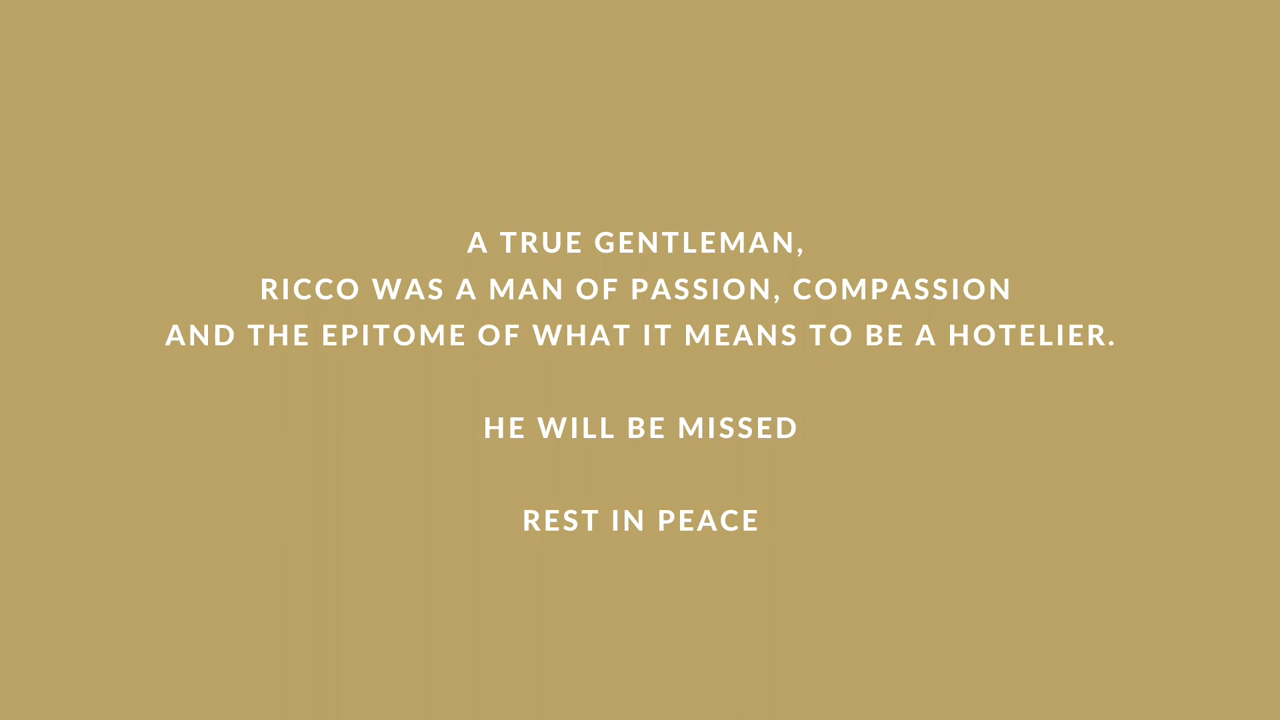 A TRUE GENTLEMAN,
RICCO WAS A MAN OF PASSION, COMPASSION
AND THE EPITOME OF WHAT IT MEANS TO BE A HOTELIER.
HE WILL BE MISSED
REST IN PEACE